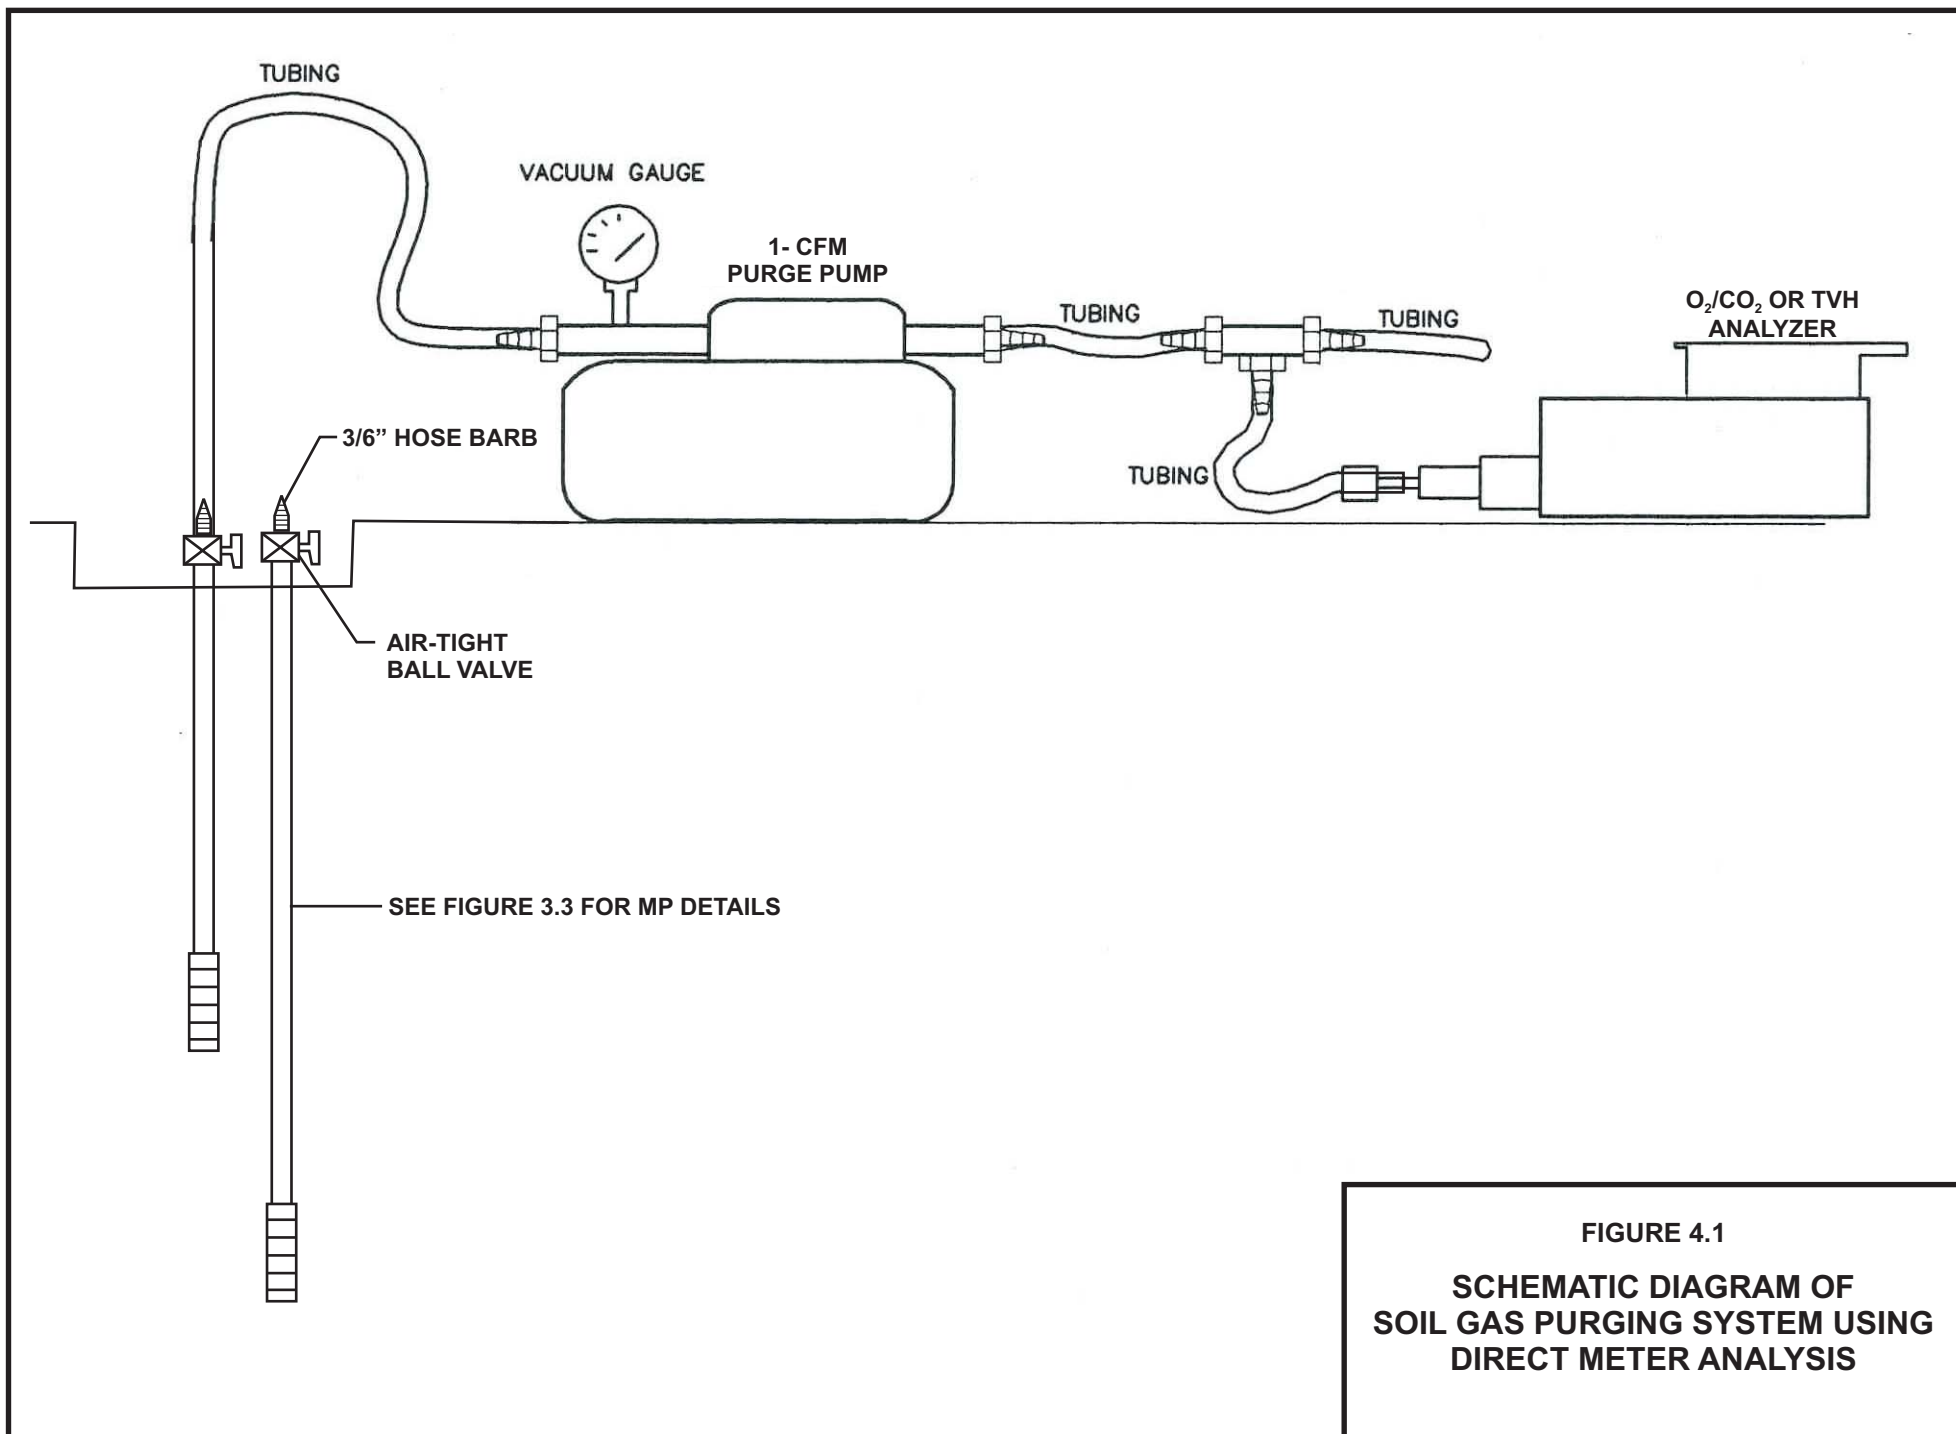 TUBING
VACUUM GAUGE
1- CFM
PURGE PUMP
TUBING
TUBING
O₂/CO₂ OR TVH
ANALYZER
3/6” HOSE BARB
TUBING
AIR-TIGHT
BALL VALVE
SEE FIGURE 3.3 FOR MP DETAILS
FIGURE 4.1
SCHEMATIC DIAGRAM OF
SOIL GAS PURGING SYSTEM USING
DIRECT METER ANALYSIS